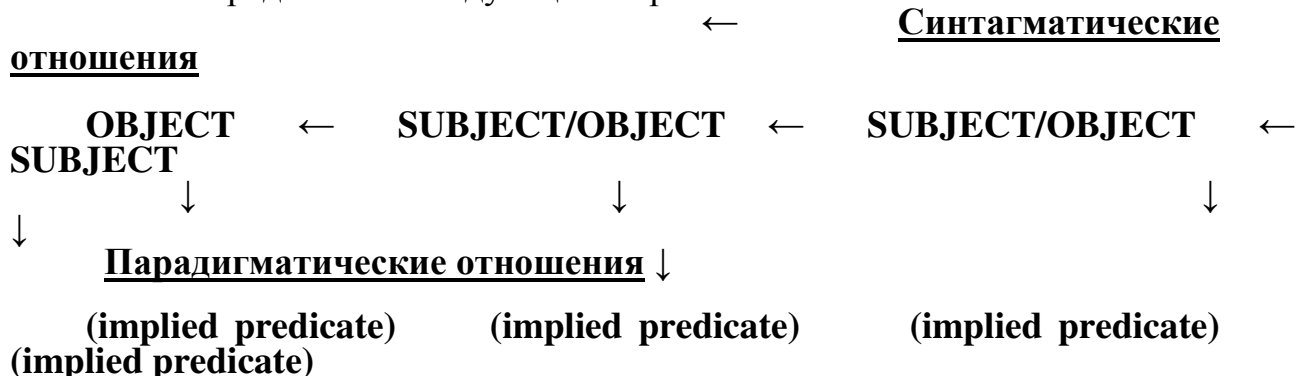 ← Синтагматические
отношения
OBJECT ← SUBJECT/OBJECT ← SUBJECT/OBJECT ←
SUBJECT
↓ ↓ ↓
↓
Парадигматические отношения ↓
(implied predicate) (implied predicate) (implied predicate)
(implied predicate)